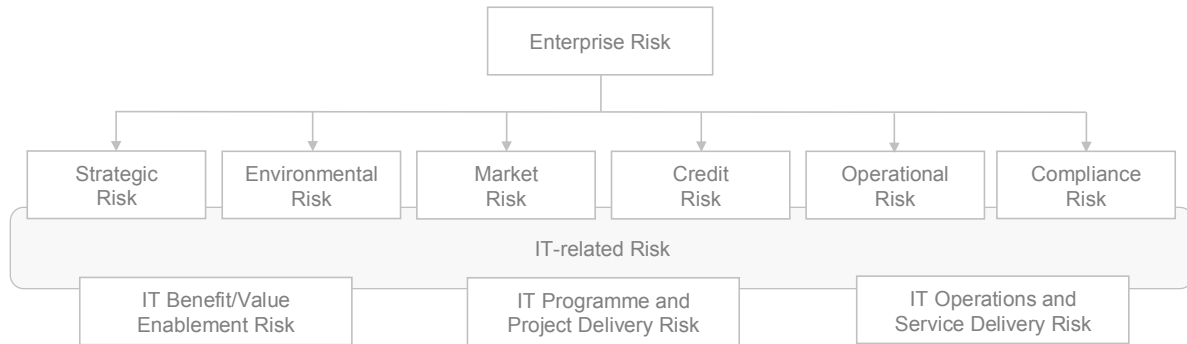 Enterprise Risk
Strategic
Risk
Environmental
Risk
Market
Risk
Credit
Risk
Operational
Risk
Compliance
Risk
IT-related Risk
IT Benefit/Value
Enablement Risk
IT Programme and
Project Delivery Risk
IT Operations and
Service Delivery Risk